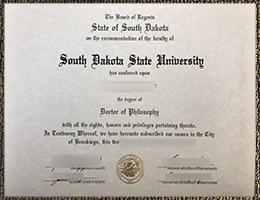 The Board of Regents
State of South Dakota
on the recommendation of the faculty of
South Dakota State University
has conferred upon
the degree of
Doctor of Philosophy
with all the rights, honors and privileges pertaining thereto.
In Testimony Whereof, we have hereunto subscribed our names in the City
of Brookings, this